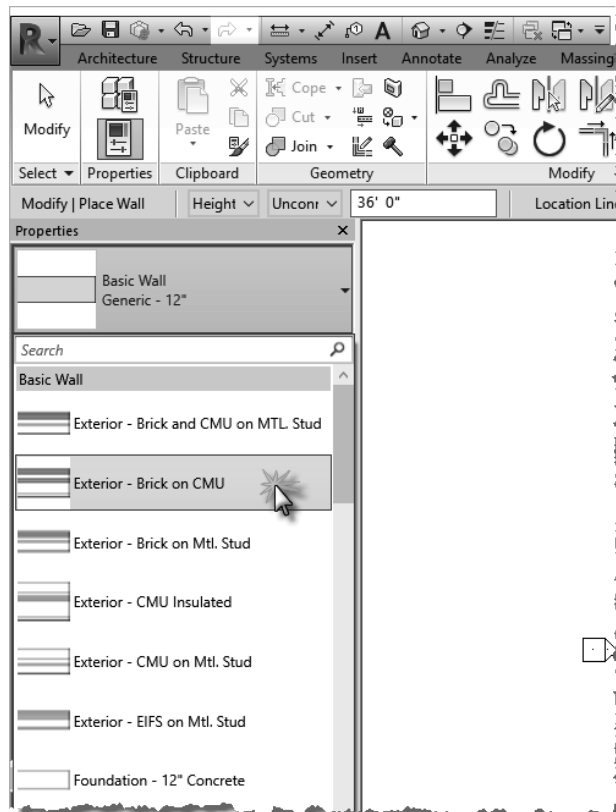 R
A
Architecture Structure Systems Insert Annotate Analyze Massing
Modify
Paste
Cope
Cut
Join
Select Properties Clipboard Geometry Modify
Modify | Place Wall Height Unconr 36' 0" Location Lin
Properties
Basic Wall
Generic - 12"
Search
Basic Wall
Exterior - Brick and CMU on MTL. Stud
Exterior - Brick on CMU
Exterior - Brick on Mtl. Stud
Exterior - CMU Insulated
Exterior - CMU on Mtl. Stud
Exterior - EIFS on Mtl. Stud
Foundation - 12" Concrete